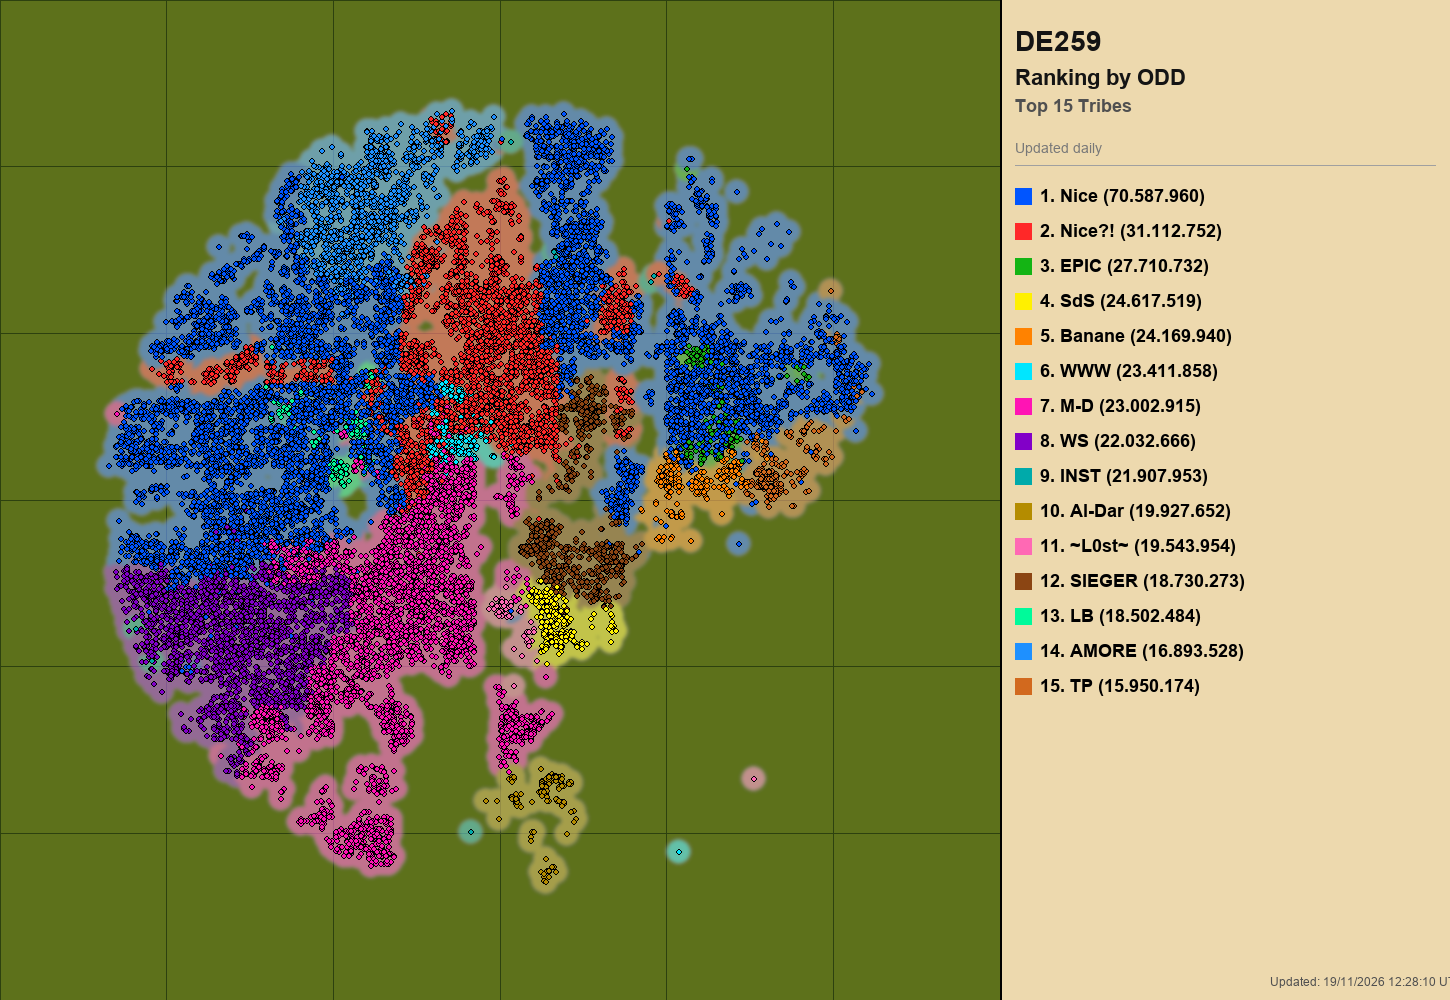 DE259
Ranking by ODD
Top 15 Tribes
Updated daily
1. Nice (70.587.960)
2. Nice?! (31.112.752)
3. EPIC (27.710.732)
4. SdS (24.617.519)
5. Banane (24.169.940)
6. WWW (23.411.858)
7. M-D (23.002.915)
8. WS (22.032.666)
9. INST (21.907.953)
10. Al-Dar (19.927.652)
11. ~L0st~ (19.543.954)
12. SIEGER (18.730.273)
13. LB (18.502.484)
14. AMORE (16.893.528)
15. TP (15.950.174)
Updated: 19/11/2026 12:28:10 U